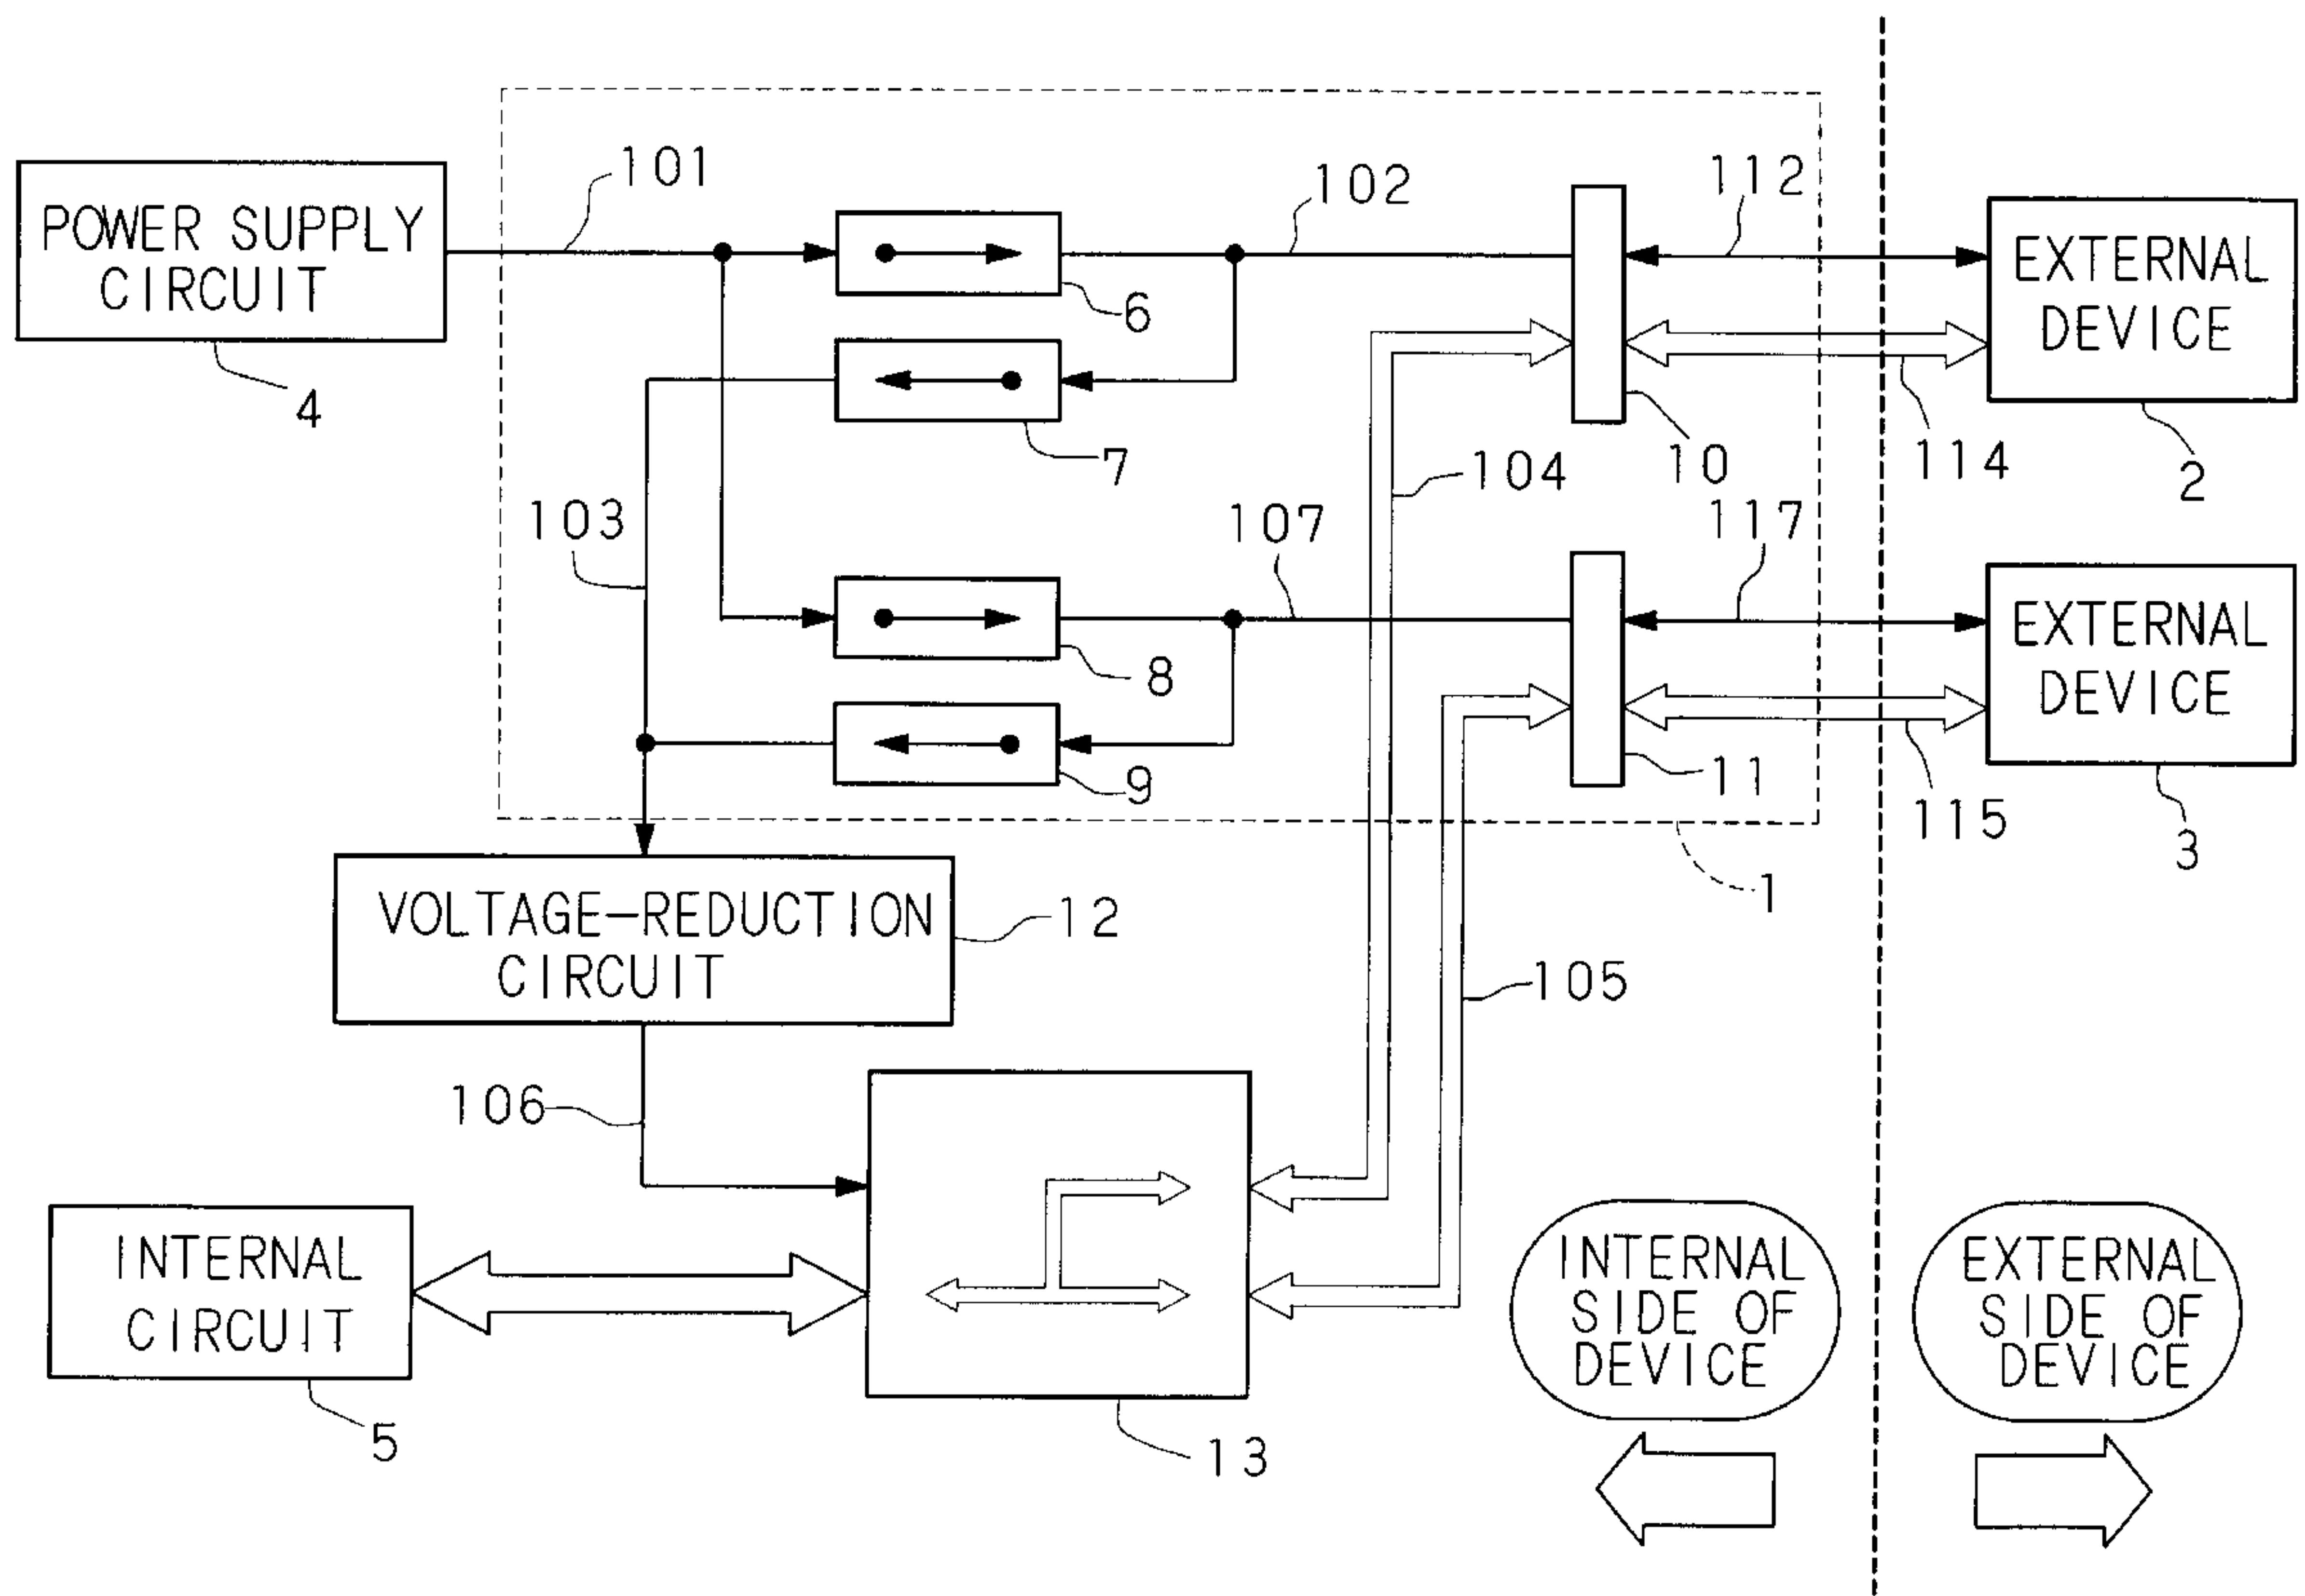 101
102
112
POWER SUPPLY
CIRCUIT
EXTERNAL
DEVICE
6
4
7
10
114
2
104
103
107
117
EXTERNAL
DEVICE
8
9
11
115
3
1
VOLTAGE-REDUCTION
CIRCUIT
12
105
106
INTERNAL
CIRCUIT
INTERNAL
SIDE OF
DEVICE
EXTERNAL
SIDE OF
DEVICE
5
13